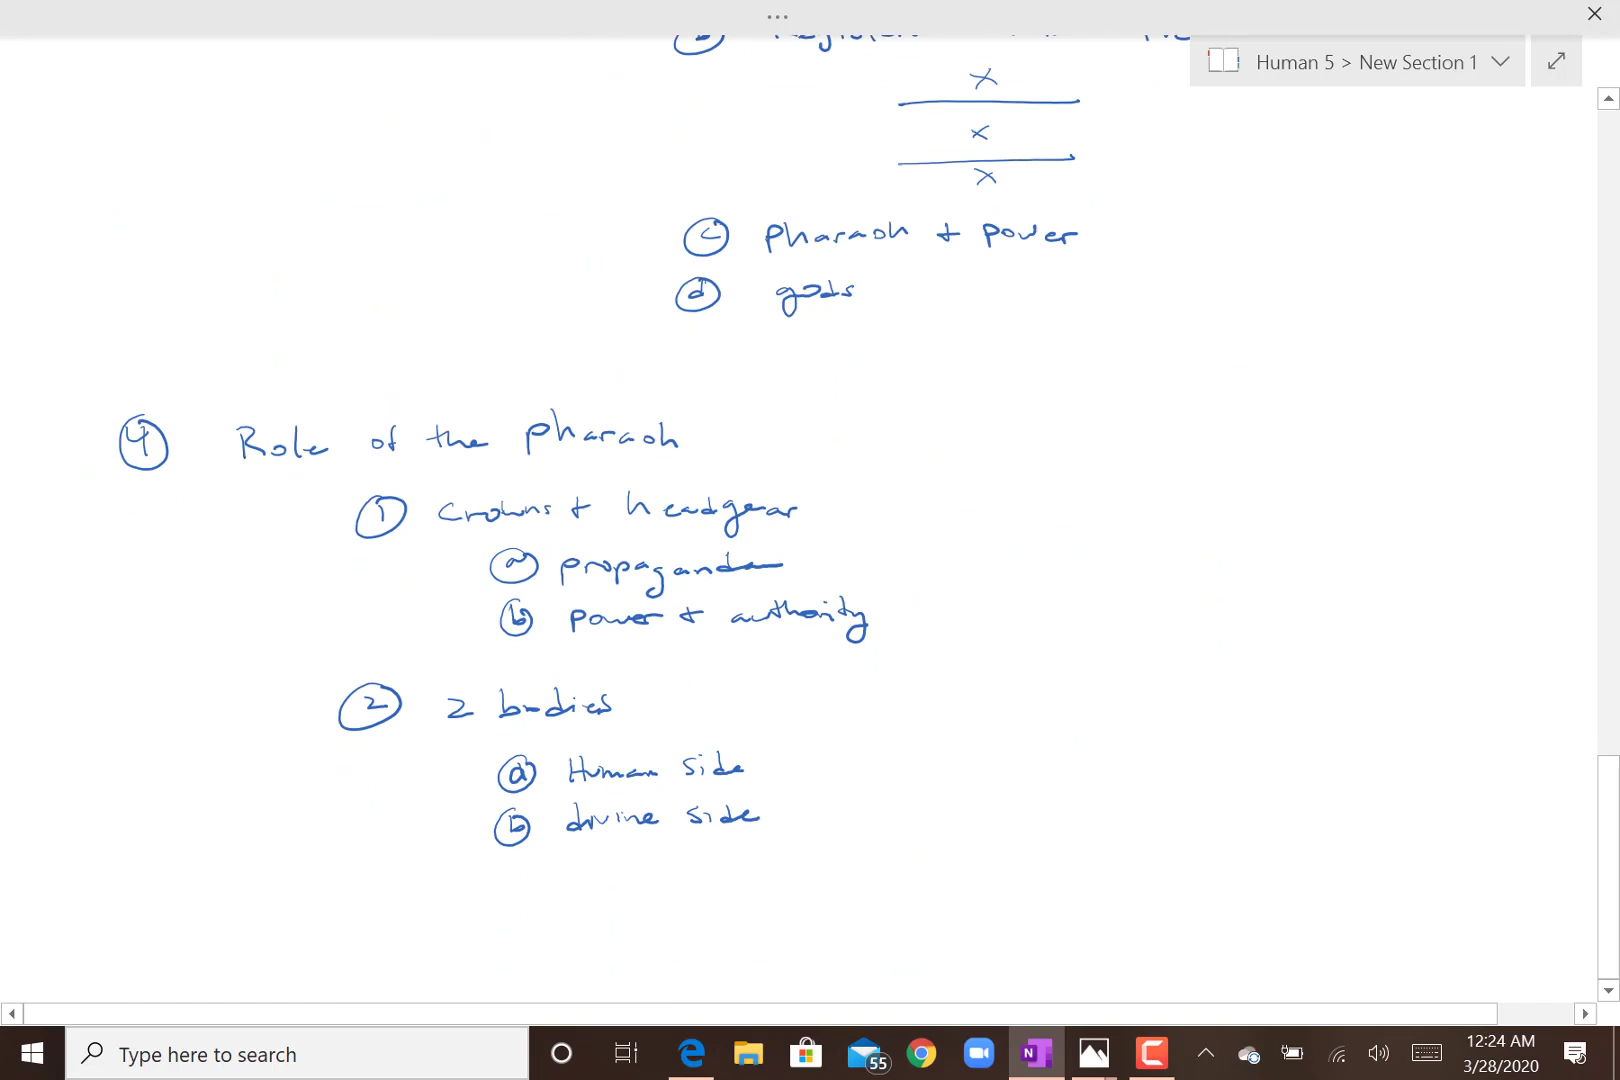 Human 5 > New Section 1
X
X
X
c pharaoh + power
d gods
4 Role of the pharaoh
1 crowns + headgear
a propaganda
b power + authority
2 2 bodies
a Human side
b divine side
Type here to search
55
N
12:24 AM
3/28/2020